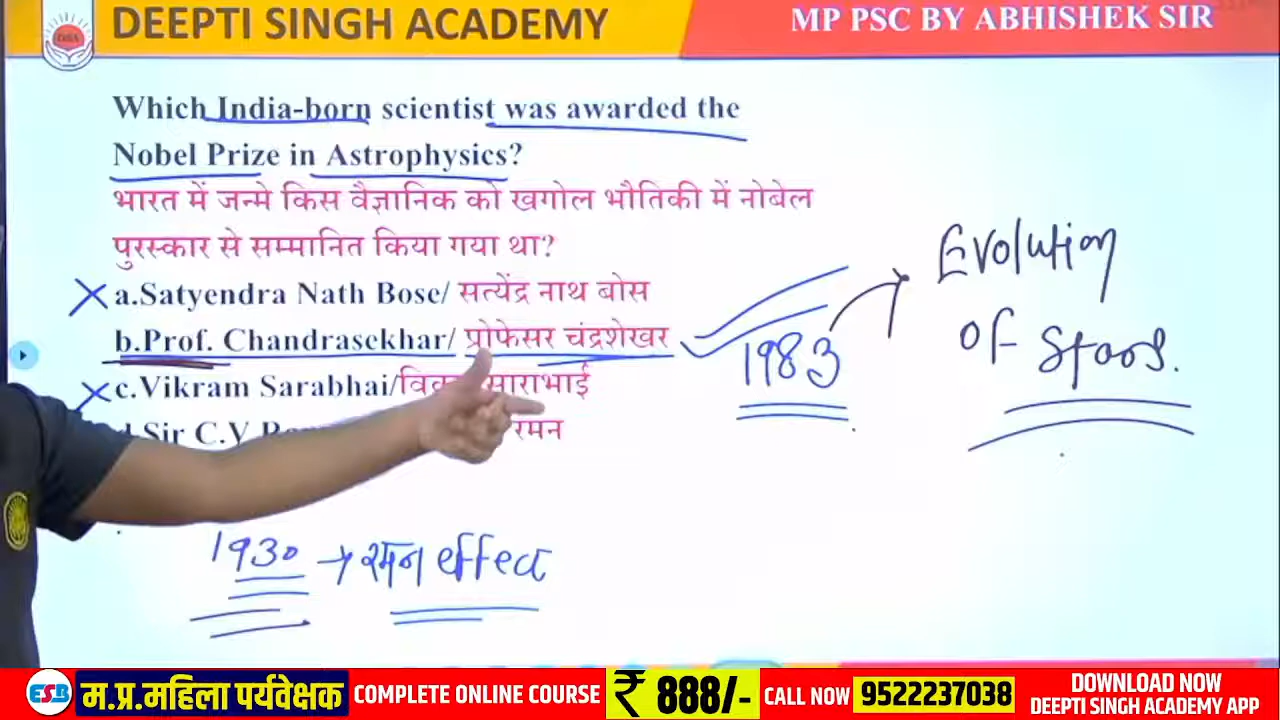 DEEPTI SINGH ACADEMY
MP PSC BY ABHISHEK SIR
Which India-born scientist was awarded the
Nobel Prize in Astrophysics?
भारत में जन्मे किस वैज्ञानिक को खगोल भौतिकी में नोबेल
पुरस्कार से सम्मानित किया गया था?
a.Satyendra Nath Bose/ सत्येंद्र नाथ बोस
b.Prof. Chandrasekhar/ प्रोफेसर चंद्रशेखर
c.Vikram Sarabhai/ साराभाई
d.Sir C.V रमन
1983
Evolution
of Stars.
1930 → रमन effect
ESB म.प्र.महिला पर्यवेक्षक COMPLETE ONLINE COURSE ₹ 888/- CALL NOW 9522237038 DOWNLOAD NOW
DEEPTI SINGH ACADEMY APP